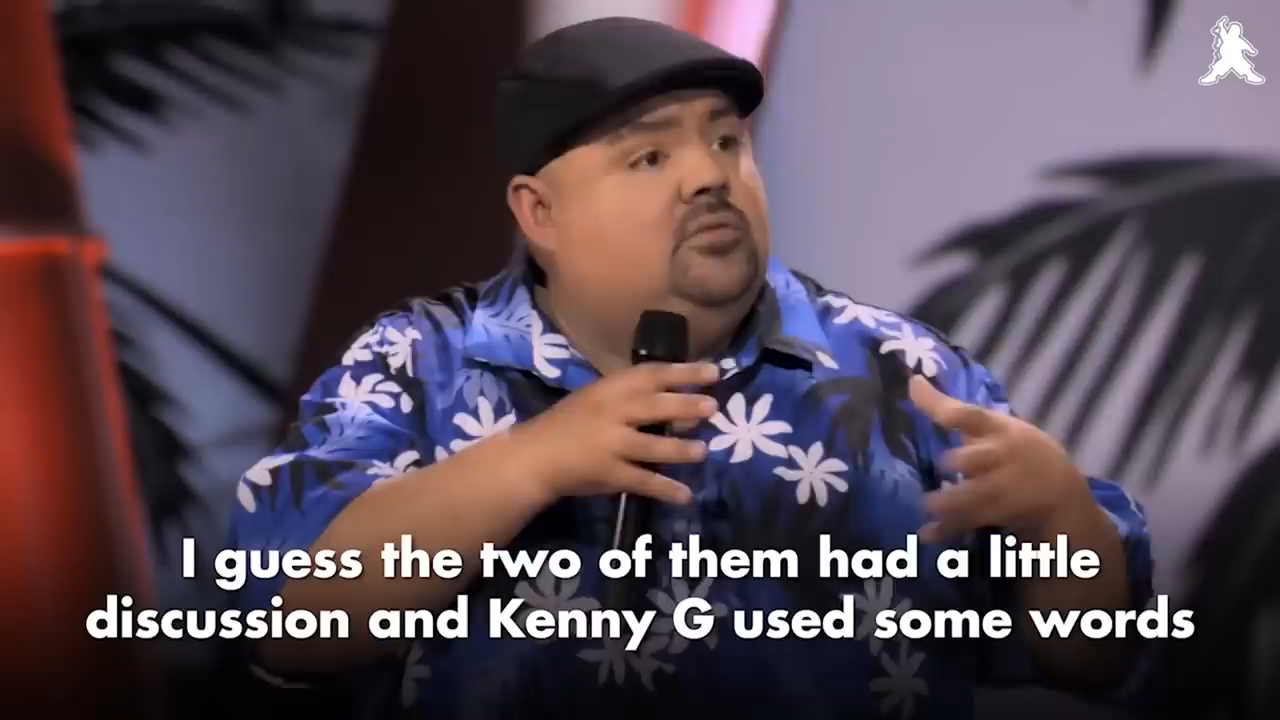 I guess the two of them had a little
discussion and Kenny G used some words